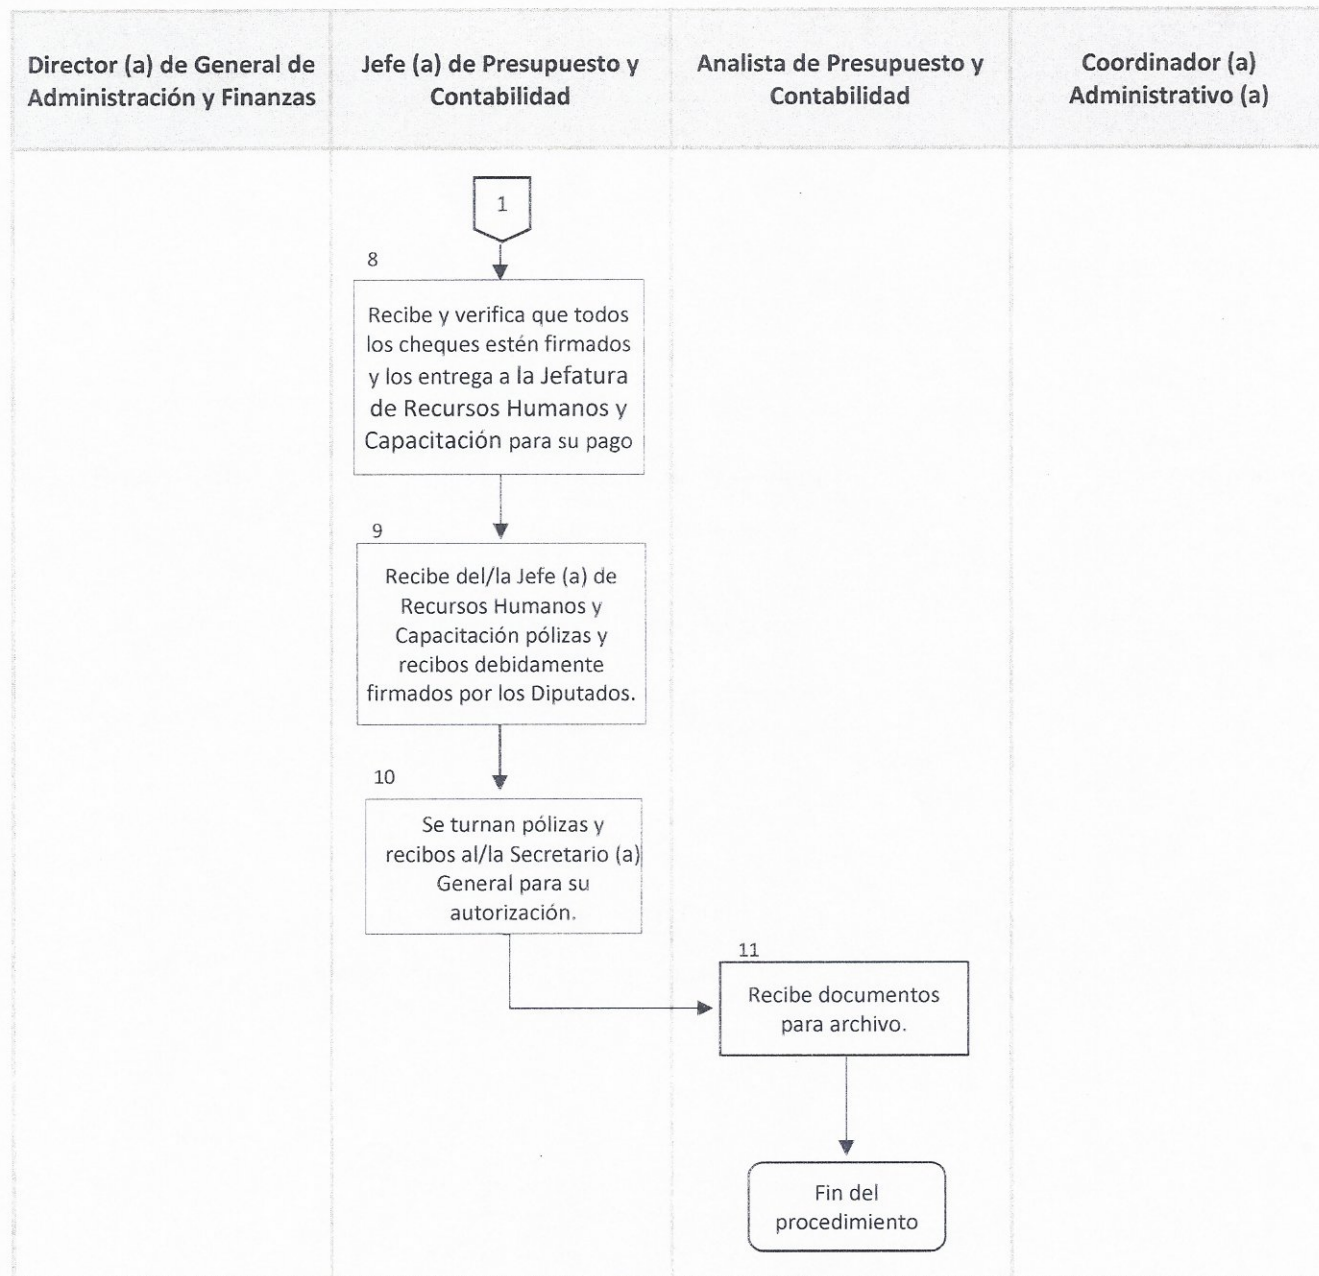 Director (a) de General de
Administración y Finanzas
Jefe (a) de Presupuesto y
Contabilidad
Analista de Presupuesto y
Contabilidad
Coordinador (a)
Administrativo (a)
1
8
Recibe y verifica que todos
los cheques estén firmados
y los entrega a la Jefatura
de Recursos Humanos y
Capacitación para su pago
9
Recibe del/la Jefe (a) de
Recursos Humanos y
Capacitación pólizas y
recibos debidamente
firmados por los Diputados.
10
Se turnan pólizas y
recibos al/la Secretario (a)
General para su
autorización.
11
Recibe documentos
para archivo.
Fin del
procedimiento